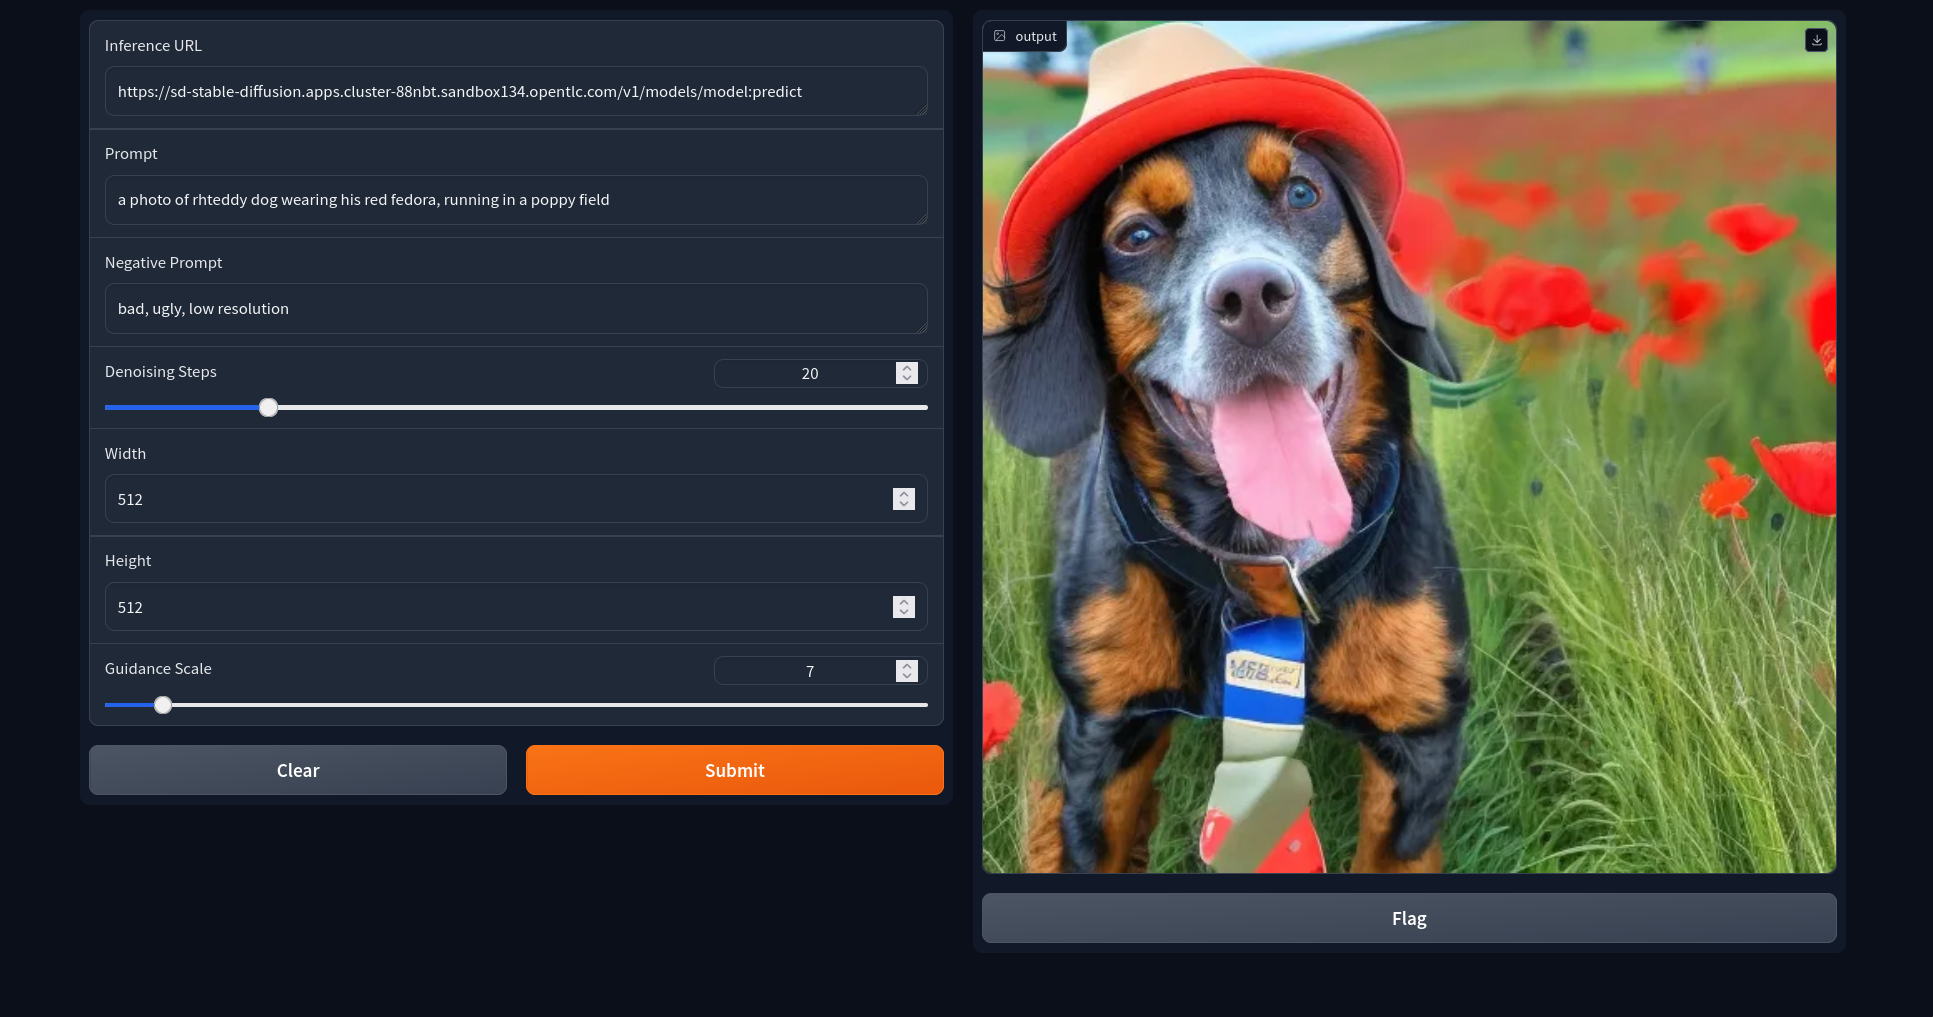 Inference URL
https://sd-stable-diffusion.apps.cluster-88nbt.sandbox134.opentlc.com/v1/models/model:predict
Prompt
a photo of rhteddy dog wearing his red fedora, running in a poppy field
Negative Prompt
bad, ugly, low resolution
Denoising Steps
20
Width
512
Height
512
Guidance Scale
7
Clear
Submit
output
Flag